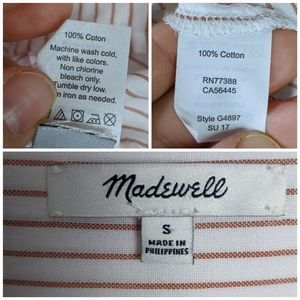 100% Coton
Machine wash cold,
with like colors.
Non chlorine
bleach only.
Tumble dry low.
iron as needed.
100% Cotton
RN77388
CA56445
Style G4897
SU 17
Madewell
S
MADE IN
PHILIPPINES